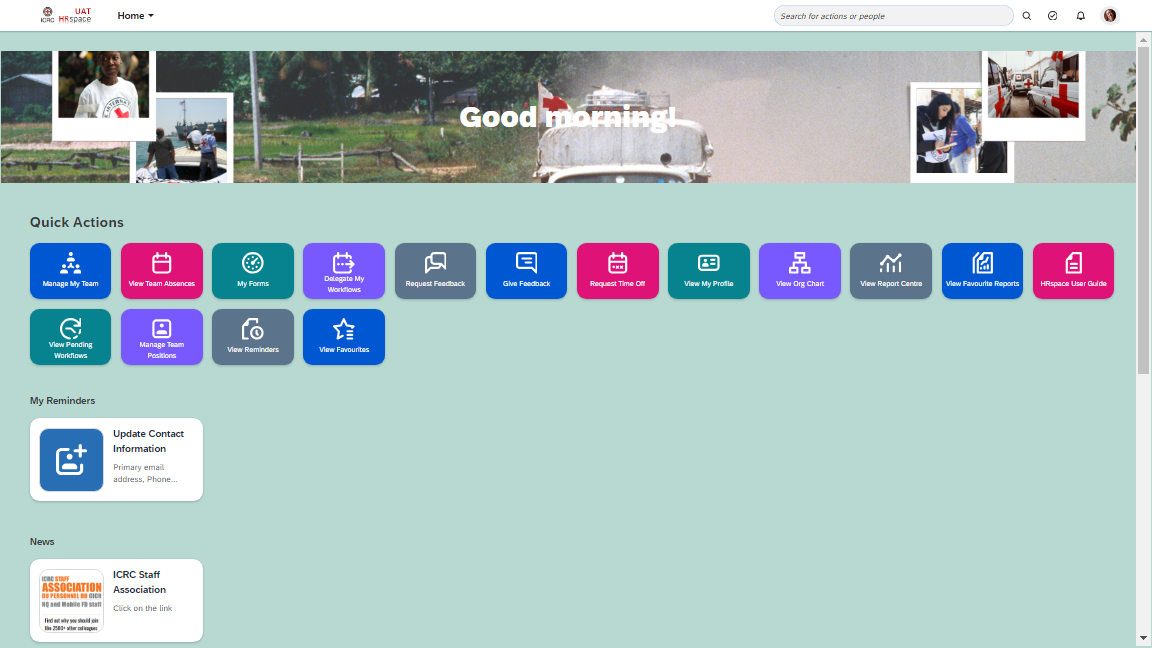 ICRC
UAT
HRspace
Home
Search for actions or people
Good morning!
Quick Actions
Manage My Team
View Team Absences
My Forms
Delegate My
Workflows
Request Feedback
Give Feedback
Request Time Off
View My Profile
View Org Chart
View Report Centre
View Favourite Reports
HRspace User Guide
View Pending
Workflows
Manage Team
Positions
View Reminders
View Favourites
My Reminders
Update Contact
Information
Primary email
address, Phone...
News
ICRC STAFF
ASSOCIATION
DU PERSONNEL DU CICR
HQ and Mobile FD staff
Find out why you should join
like 2500+ other colleagues
ICRC Staff
Association
Click on the link